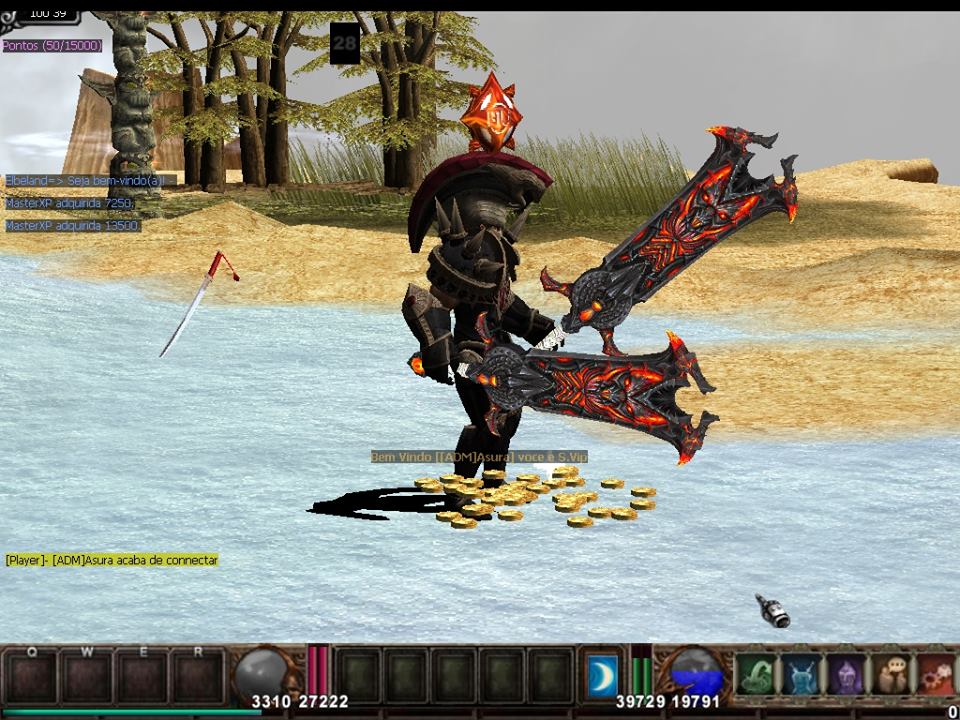 100 39
Pontos (50/15000)
28
Elbeland=> Seja bem-vindo(a)!
MasterXP adquirida 7250.
MasterXP adquirida 13500.
Bem Vindo [[ADM]Asura] voce é S.Vip
[Player]- [ADM]Asura acaba de connectar
Q W E R
3310 27222
39729 19791
0